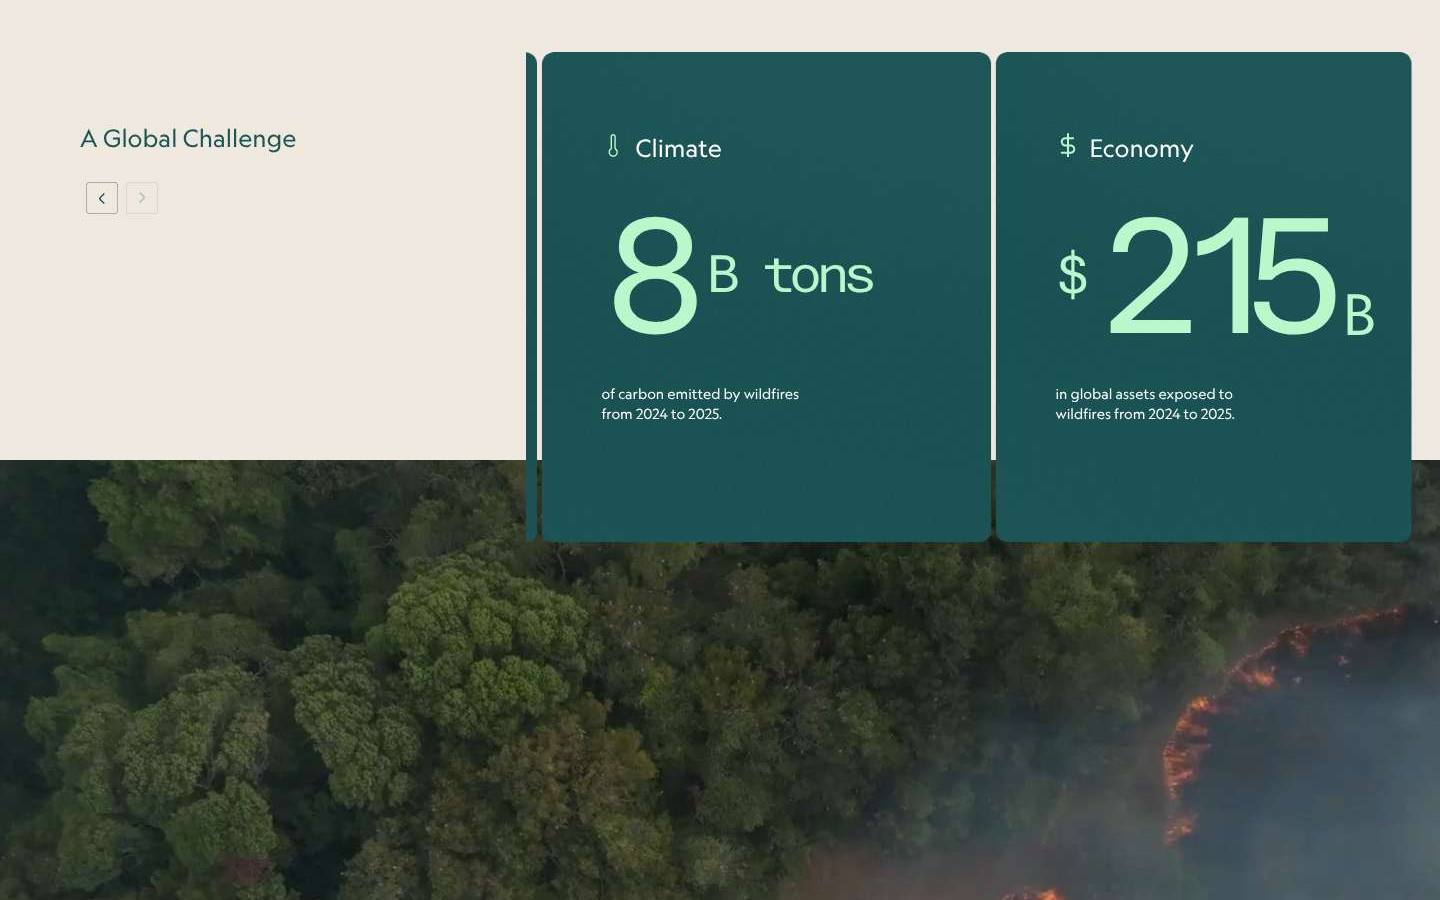 A Global Challenge
Climate
8 B tons
of carbon emitted by wildfires
from 2024 to 2025.
Economy
$ 215 B
in global assets exposed to
wildfires from 2024 to 2025.